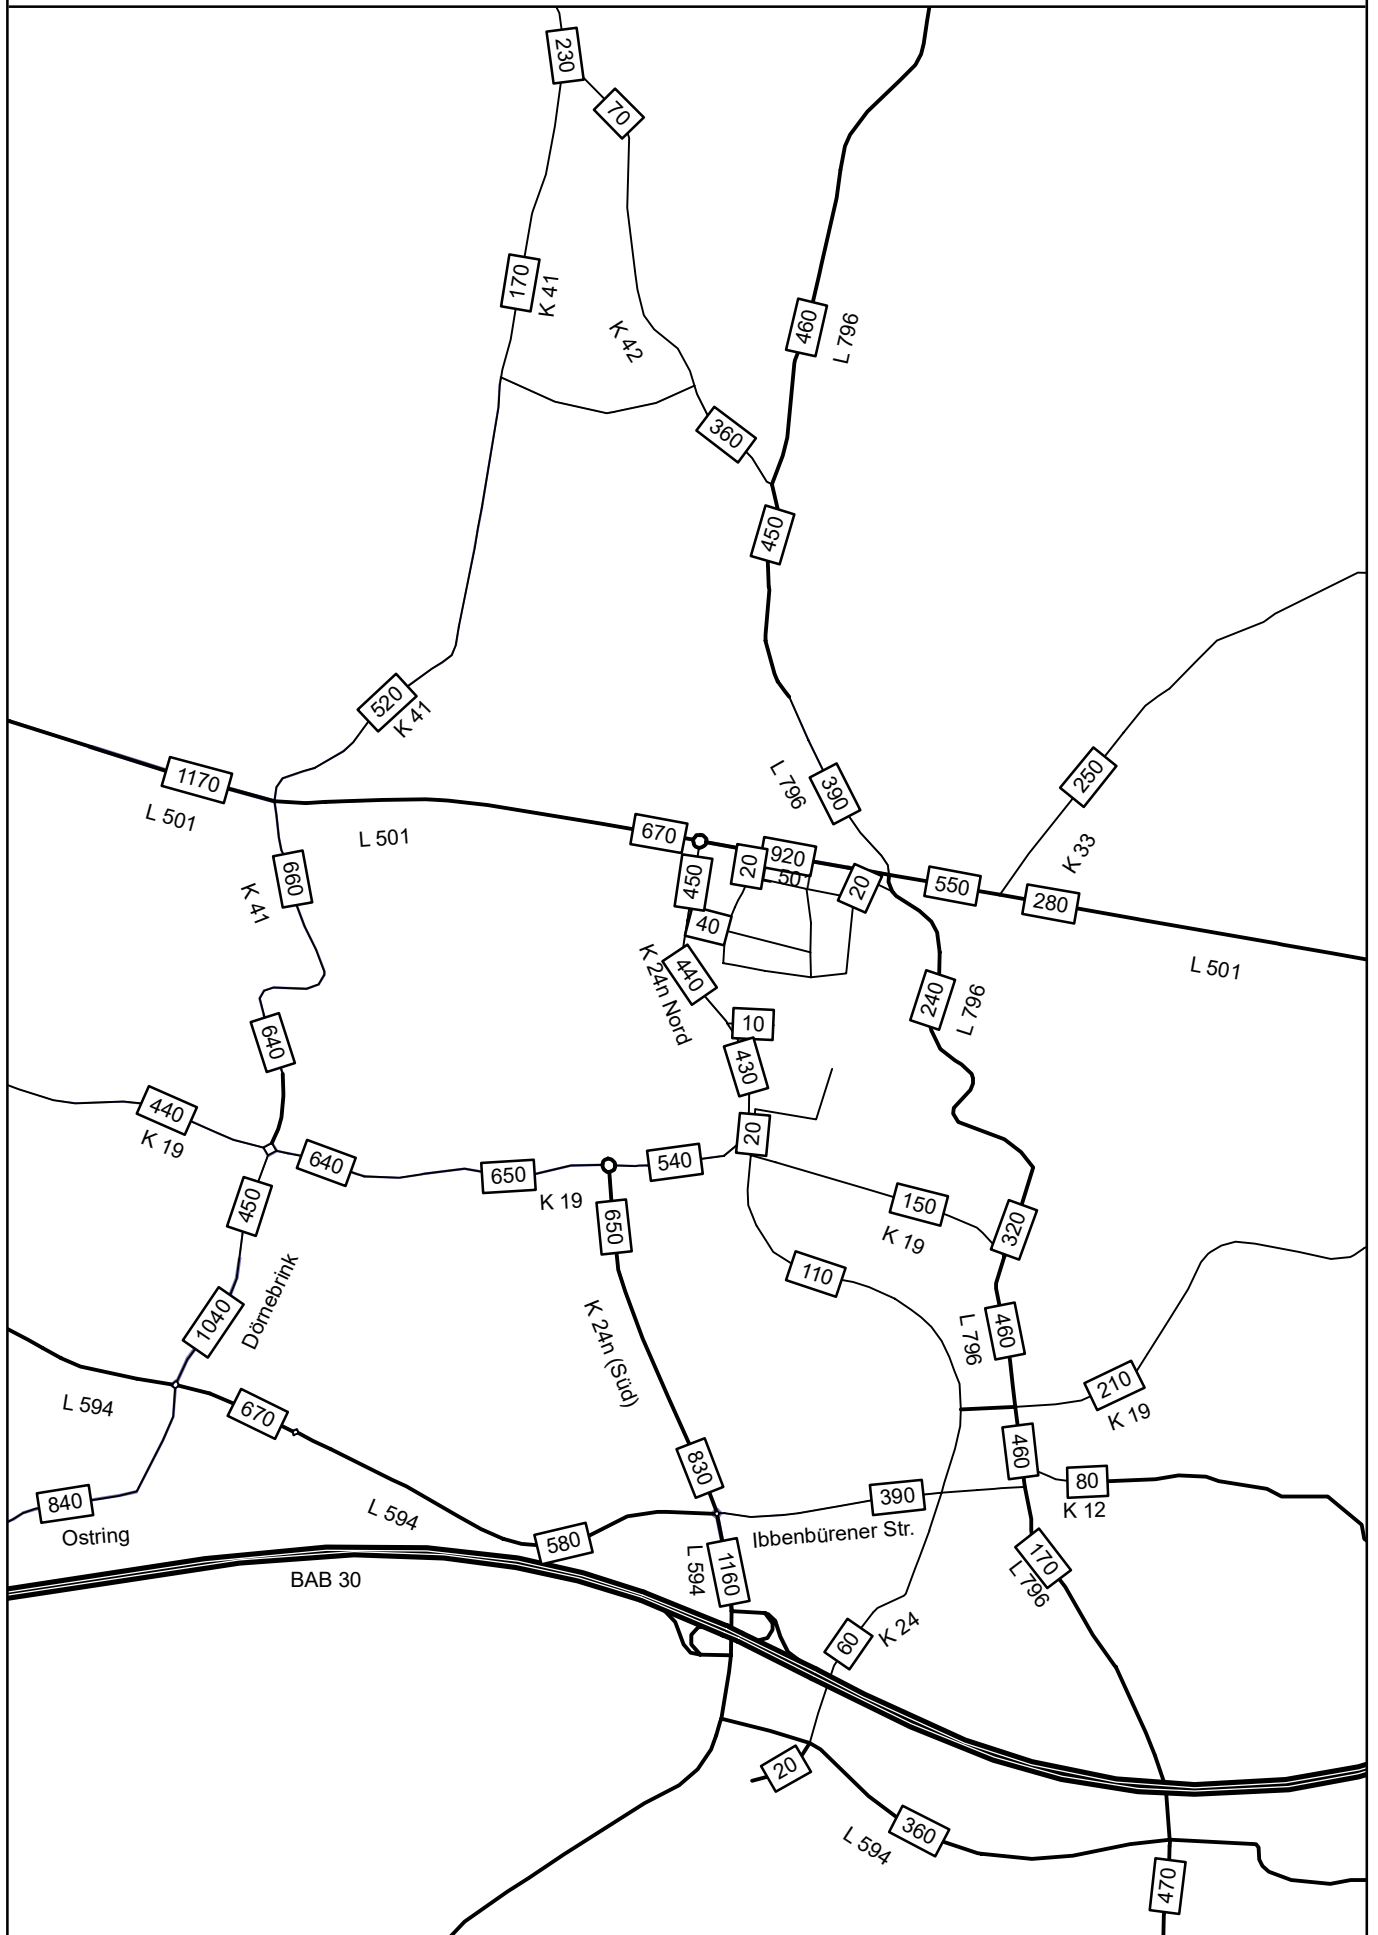 230
70
170
K 41
K 42
460
L 796
360
450
520
K 41
1170
L 501
L 501
L 796
390
250
K 33
670
920
20
50
20
450
550
280
660
K 41
40
440
K 24n Nord
L 501
240
L 796
10
640
430
440
K 19
20
640
650
K 19
540
150
K 19
450
650
320
110
1040
Dörnebrink
K 24n (Süd)
460
L 796
210
K 19
L 594
670
830
460
80
K 12
840
Ostring
L 594
390
Ibbenbürener Str.
580
1160
L 594
170
L 796
BAB 30
60
K 24
20
360
L 594
470